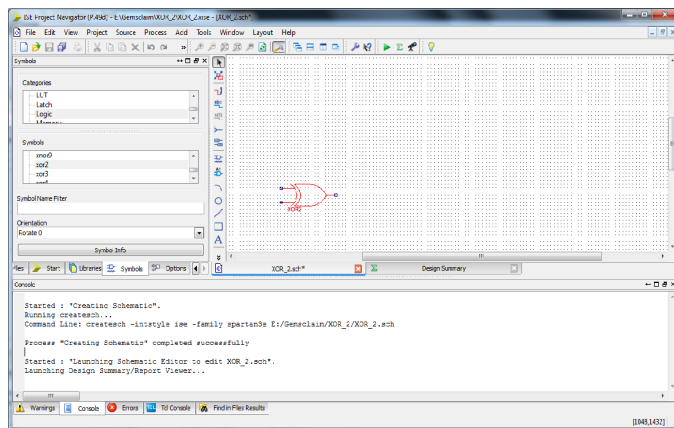 ISE Project Navigator (P.49d) - E:\Gemsclaim\XOR_2\XOR_2.xise - [XOR_2.sch*]
File Edit View Project Source Process Add Tools Window Layout Help
Symbols
Categories
LUT
Latch
Logic
Memory
Symbols
xnor9
xor2
xor3
xor4
Symbol Name Filter
Orientation
Rotate 0
Symbol Info
XOR2
Start Libraries Symbols Options
XOR_2.sch* Design Summary
Console
Started : "Creating Schematic".
Running createsch...
Command Line: createsch -intstyle ise -family spartan3e E:/Gemsclaim/XOR_2/XOR_2.sch
Process "Creating Schematic" completed successfully
Started : "Launching Schematic Editor to edit XOR_2.sch".
Launching Design Summary/Report Viewer...
Warnings Console Errors Tcl Console Find in Files Results
[1048,1432]